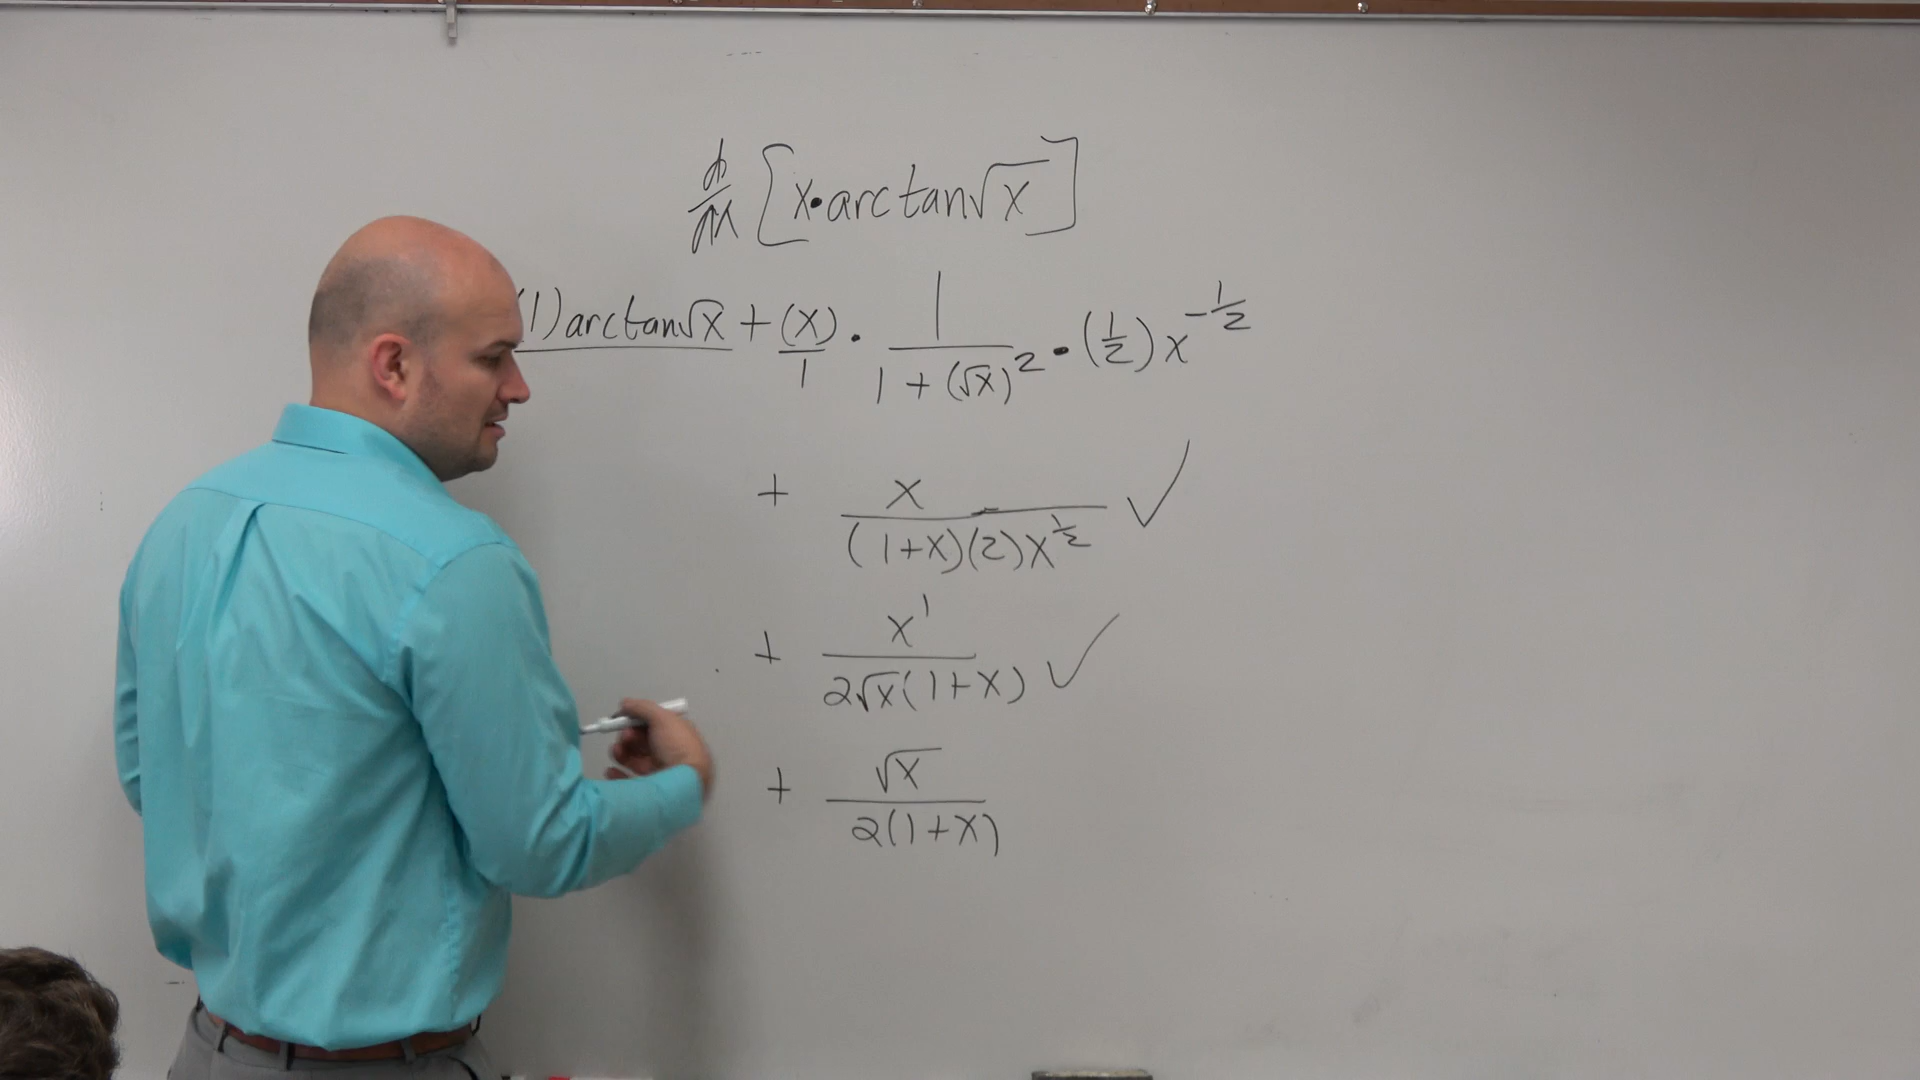 d/dx [x·arctan√x]
(1)arctan√x + (x)/1 · 1/(1+(√x)²) · (1/2)x^(-1/2)
+ x/((1+x)(2)x^(1/2)) ✓
+ x¹/(2√x(1+x)) ✓
+ √x/(2(1+x))